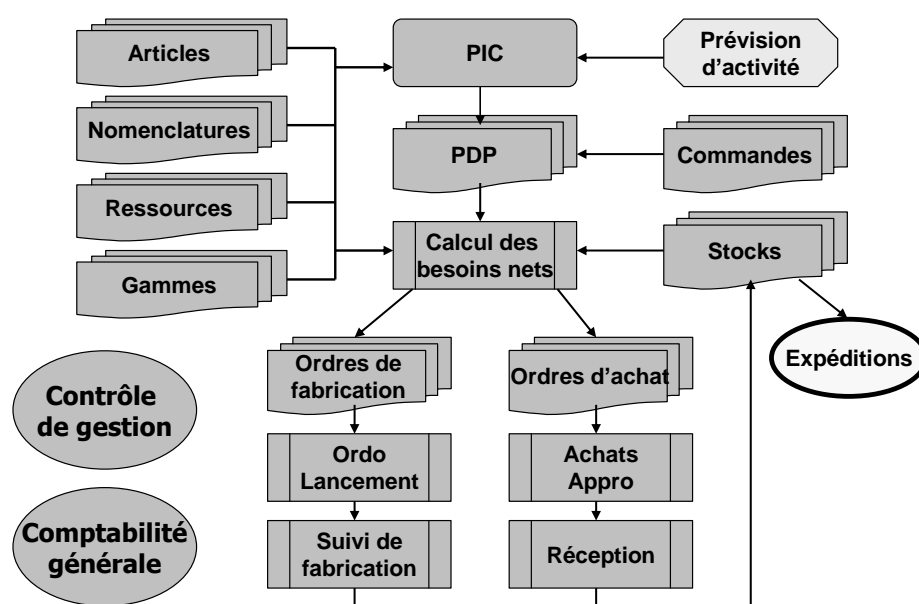 Articles
PIC
Prévision
d'activité
Nomenclatures
PDP
Commandes
Ressources
Calcul des
besoins nets
Stocks
Gammes
Expéditions
Ordres de
fabrication
Ordres d'achat
Contrôle
de gestion
Ordo
Lancement
Achats
Appro
Comptabilité
générale
Suivi de
fabrication
Réception